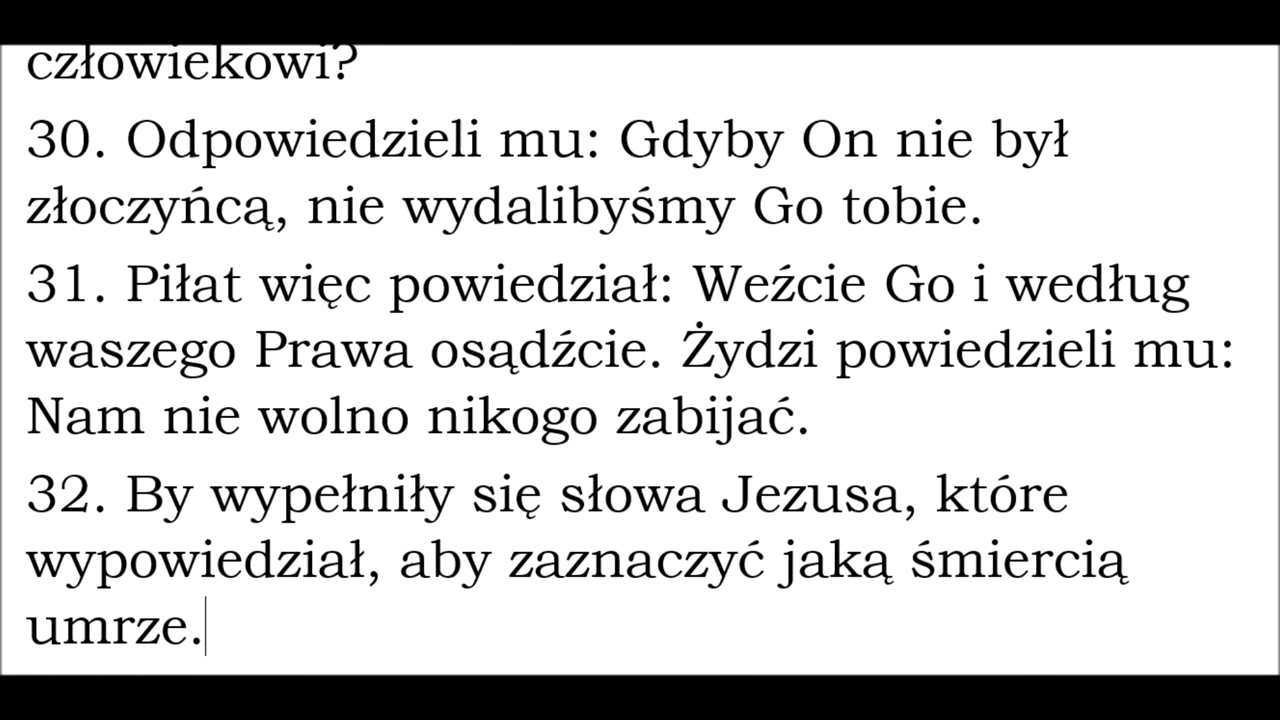 człowiekowi?
30. Odpowiedzieli mu: Gdyby On nie był
złoczyńcą, nie wydalibyśmy Go tobie.
31. Piłat więc powiedział: Weźcie Go i według
waszego Prawa osądźcie. Żydzi powiedzieli mu:
Nam nie wolno nikogo zabijać.
32. By wypełniły się słowa Jezusa, które
wypowiedział, aby zaznaczyć jaką śmiercią
umrze.